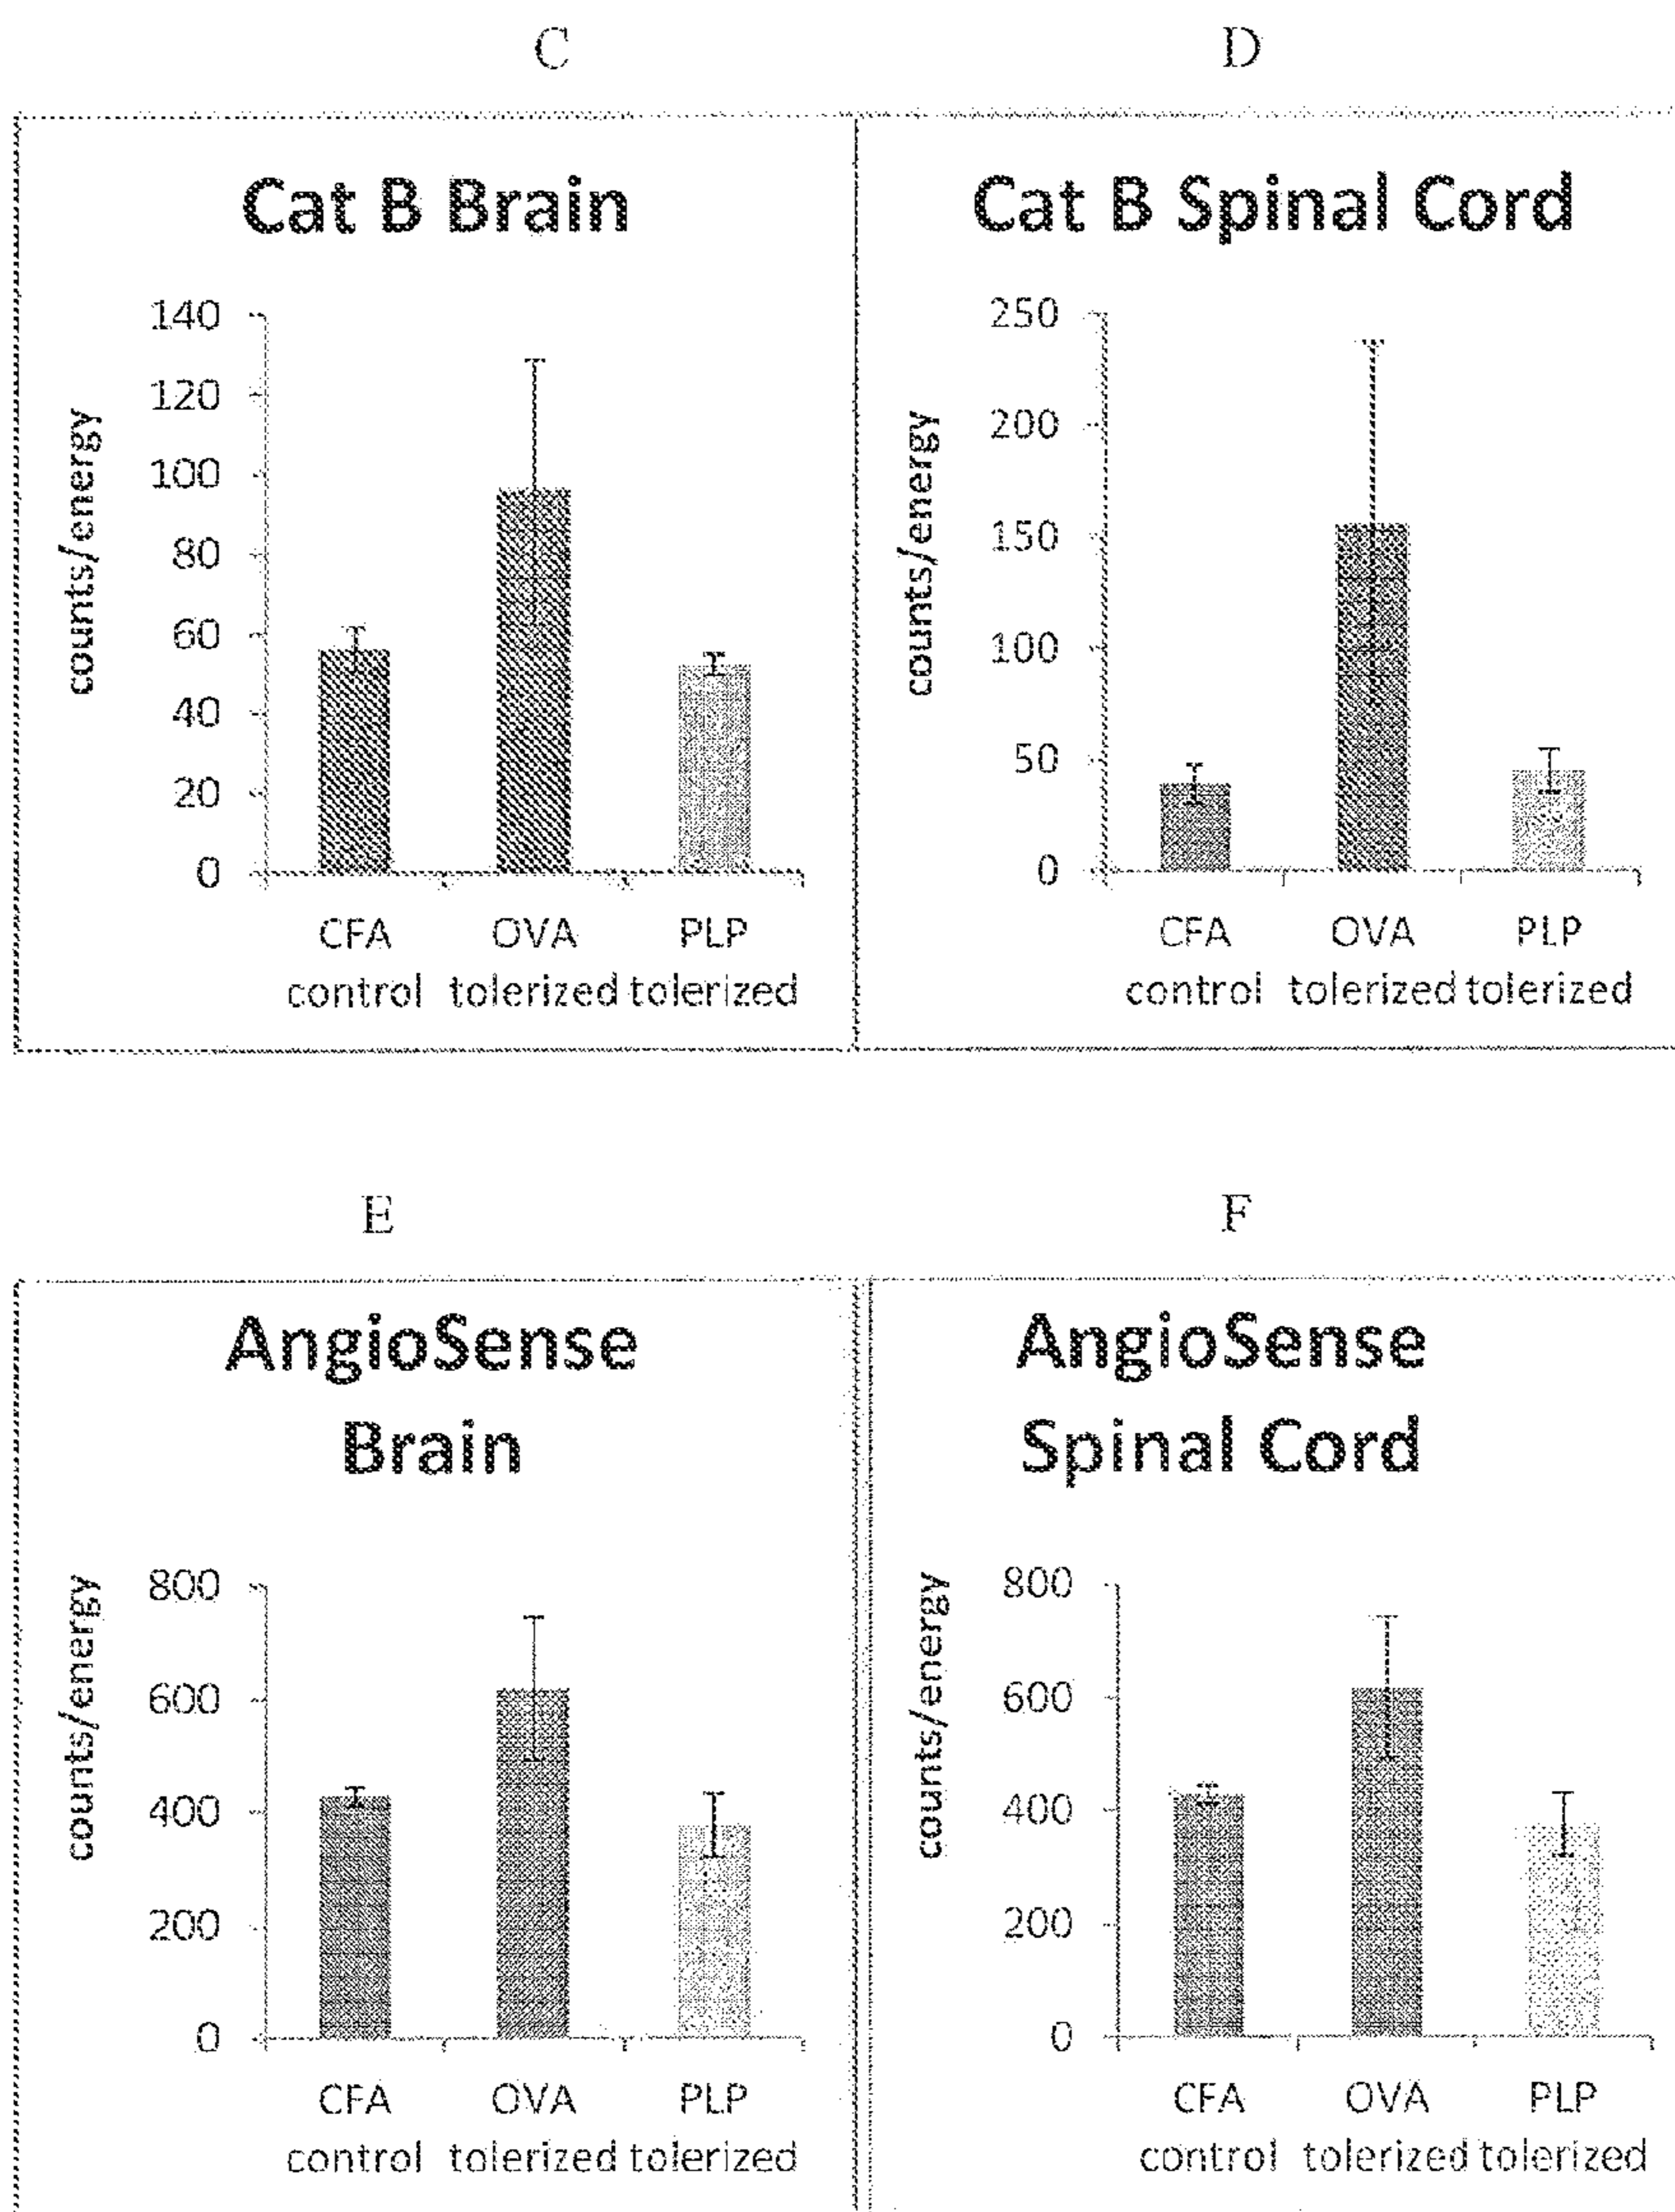 C
D
Cat B Brain
counts/energy
140
120
100
80
60
40
20
0
CFA OVA PLP
control tolerized tolerized
Cat B Spinal Cord
counts/energy
250
200
150
100
50
0
CFA OVA PLP
control tolerized tolerized
E
F
AngioSense
Brain
counts/energy
800
600
400
200
0
CFA OVA PLP
control tolerized tolerized
AngioSense
Spinal Cord
counts/energy
800
600
400
200
0
CFA OVA PLP
control tolerized tolerized